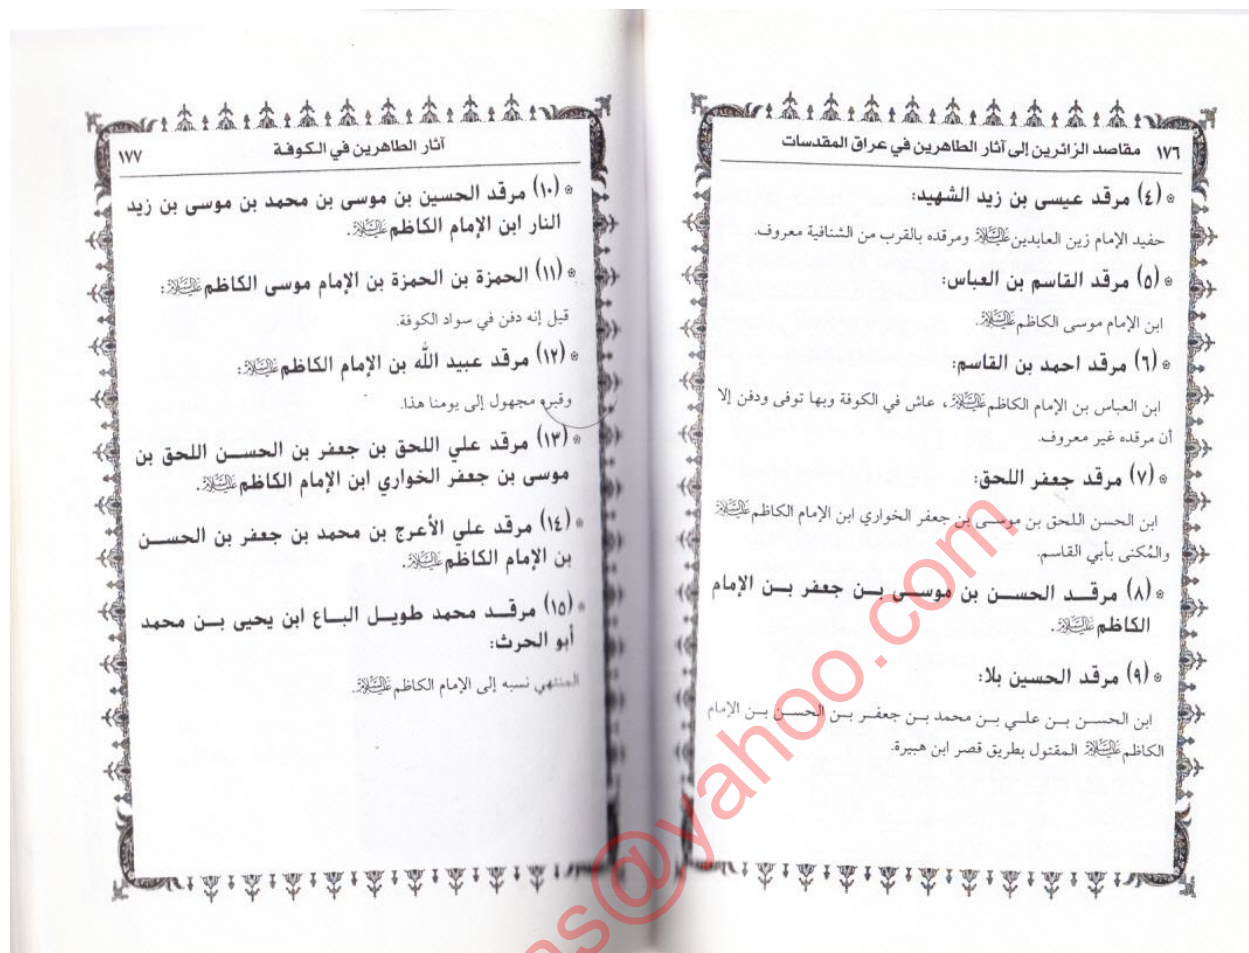 ١٧٦ مقاصد الزائرين إلى آثار الطاهرين في عراق المقدسات
* (٤) مرقد عيسى بن زيد الشهيد:
حفيد الإمام زين العابدين عليه السلام ومرقده بالقرب من الشنافية معروف.
* (٥) مرقد القاسم بن العباس:
ابن الإمام موسى الكاظم عليه السلام.
* (٦) مرقد احمد بن القاسم:
ابن العباس بن الإمام الكاظم عليه السلام، عاش في الكوفة وبها توفى ودفن إلا
أن مرقده غير معروف.
* (٧) مرقد جعفر اللحق:
ابن الحسن اللحق بن موسى بن جعفر الخواري ابن الإمام الكاظم عليه السلام
والمُكنى بأبي القاسم.
* (٨) مرقد الحسن بن موسى بن جعفر بن الإمام
الكاظم عليه السلام.
* (٩) مرقد الحسين بلا:
ابن الحسن بن علي بن محمد بن جعفر بن الحسن بن الإمام
الكاظم عليه السلام المقتول بطريق قصر ابن هبيرة.
آثار الطاهرين في الكوفة ١٧٧
* (١٠) مرقد الحسين بن موسى بن محمد بن موسى بن زيد
النار ابن الإمام الكاظم عليه السلام.
* (١١) الحمزة بن الحمزة بن الإمام موسى الكاظم عليه السلام:
قيل إنه دفن في سواد الكوفة.
* (١٢) مرقد عبيد الله بن الإمام الكاظم عليه السلام:
وقبره مجهول إلى يومنا هذا.
* (١٣) مرقد علي اللحق بن جعفر بن الحسن اللحق بن
موسى بن جعفر الخواري ابن الإمام الكاظم عليه السلام.
* (١٤) مرقد علي الأعرج بن محمد بن جعفر بن الحسن
بن الإمام الكاظم عليه السلام.
* (١٥) مرقد محمد طويل الباع ابن يحيى بن محمد
أبو الحرث:
المنتهي نسبه إلى الإمام الكاظم عليه السلام.
as@yahoo.com